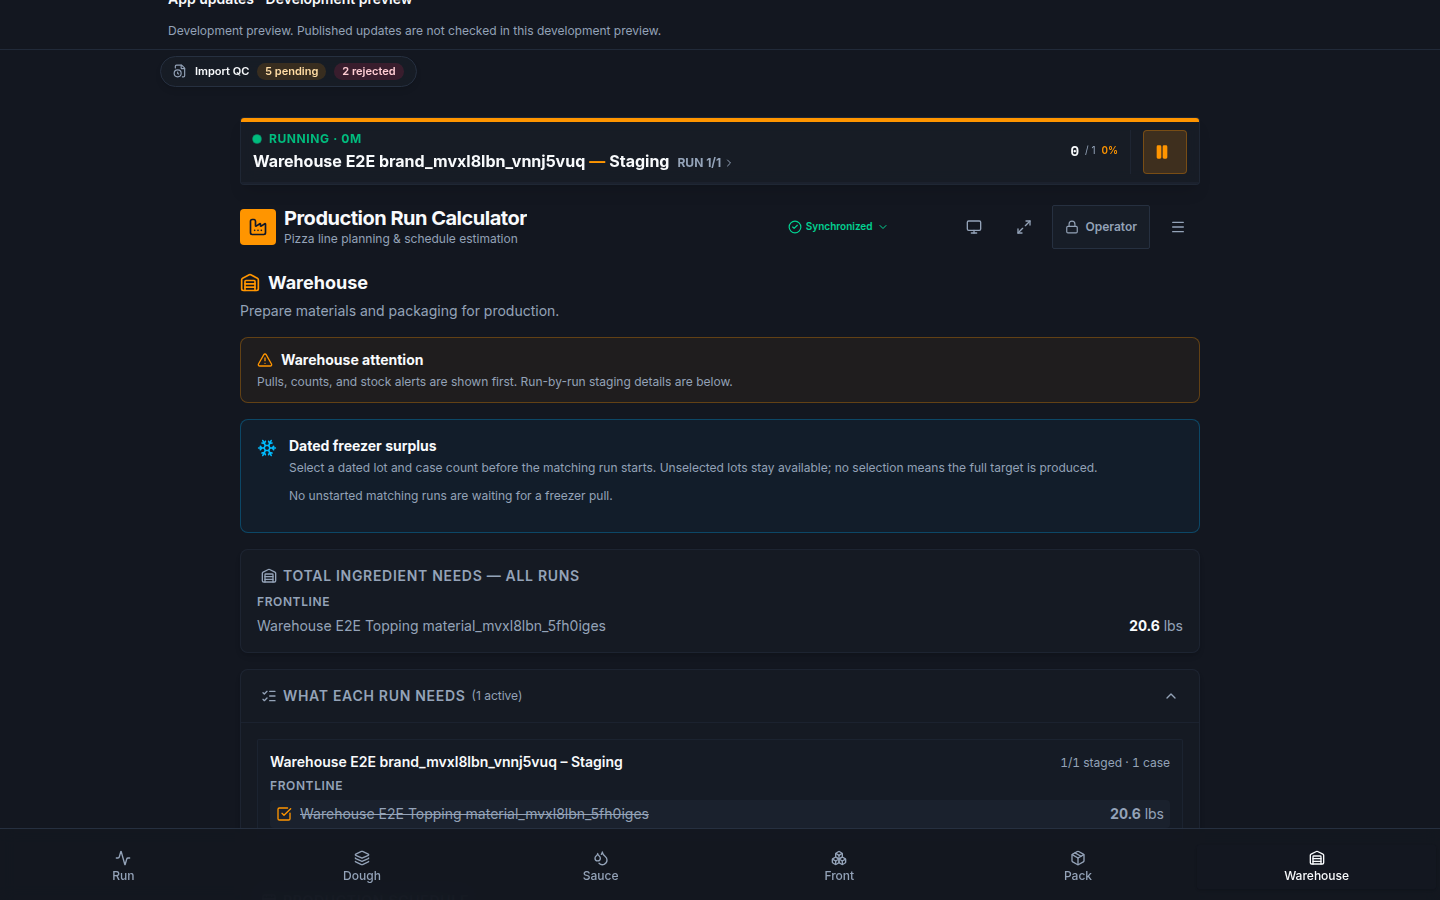 App updates · Development preview
Development preview. Published updates are not checked in this development preview.
Import QC 5 pending 2 rejected
RUNNING · 0M
Warehouse E2E brand_mvxl8lbn_vnnj5vuq — Staging RUN 1/1
0 / 1 0%
Production Run Calculator
Pizza line planning & schedule estimation
Synchronized
Operator
Warehouse
Prepare materials and packaging for production.
Warehouse attention
Pulls, counts, and stock alerts are shown first. Run-by-run staging details are below.
Dated freezer surplus
Select a dated lot and case count before the matching run starts. Unselected lots stay available; no selection means the full target is produced.
No unstarted matching runs are waiting for a freezer pull.
TOTAL INGREDIENT NEEDS — ALL RUNS
FRONTLINE
Warehouse E2E Topping material_mvxl8lbn_5fh0iges 20.6 lbs
WHAT EACH RUN NEEDS (1 active)
Warehouse E2E brand_mvxl8lbn_vnnj5vuq – Staging 1/1 staged · 1 case
FRONTLINE
Warehouse E2E Topping material_mvxl8lbn_5fh0iges 20.6 lbs
Run Dough Sauce Front Pack Warehouse